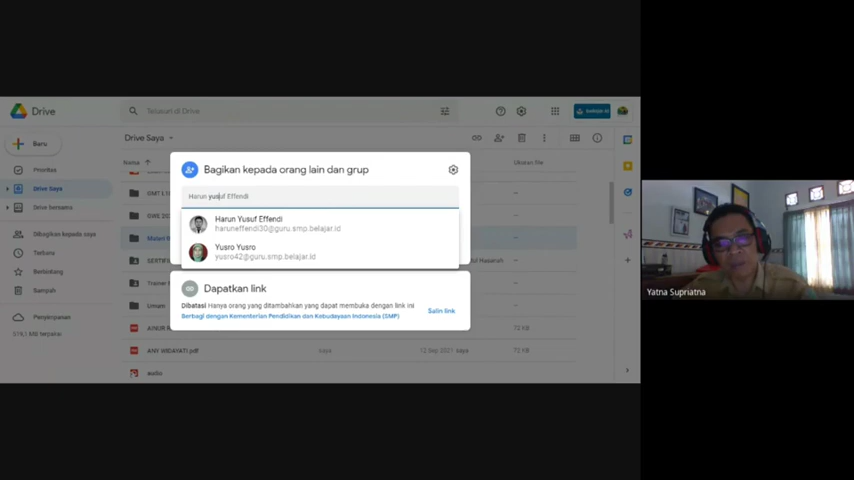 Drive
Telusuri di Drive
Baru
Drive Saya
Nama
Ukuran file
Prioritas
Drive Saya
Drive bersama
Dibagikan kepada saya
Terbaru
Berbintang
Sampah
Penyimpanan
Bagikan kepada orang lain dan grup
Harun yusuf Effendi
Harun Yusuf Effendi
haruneffendi30@guru.smp.belajar.id
Yusro Yusro
yusro42@guru.smp.belajar.id
Dapatkan link
Dibatasi Hanya orang yang ditambahkan yang dapat membuka dengan link ini
Salin link
Berbagi dengan Kementerian Pendidikan dan Kebudayaan Indonesia (SMP)
72 KB
ANY WIDAYATI.pdf
saya
12 Sep 2021 saya
72 KB
audio
Yatna Supriatna